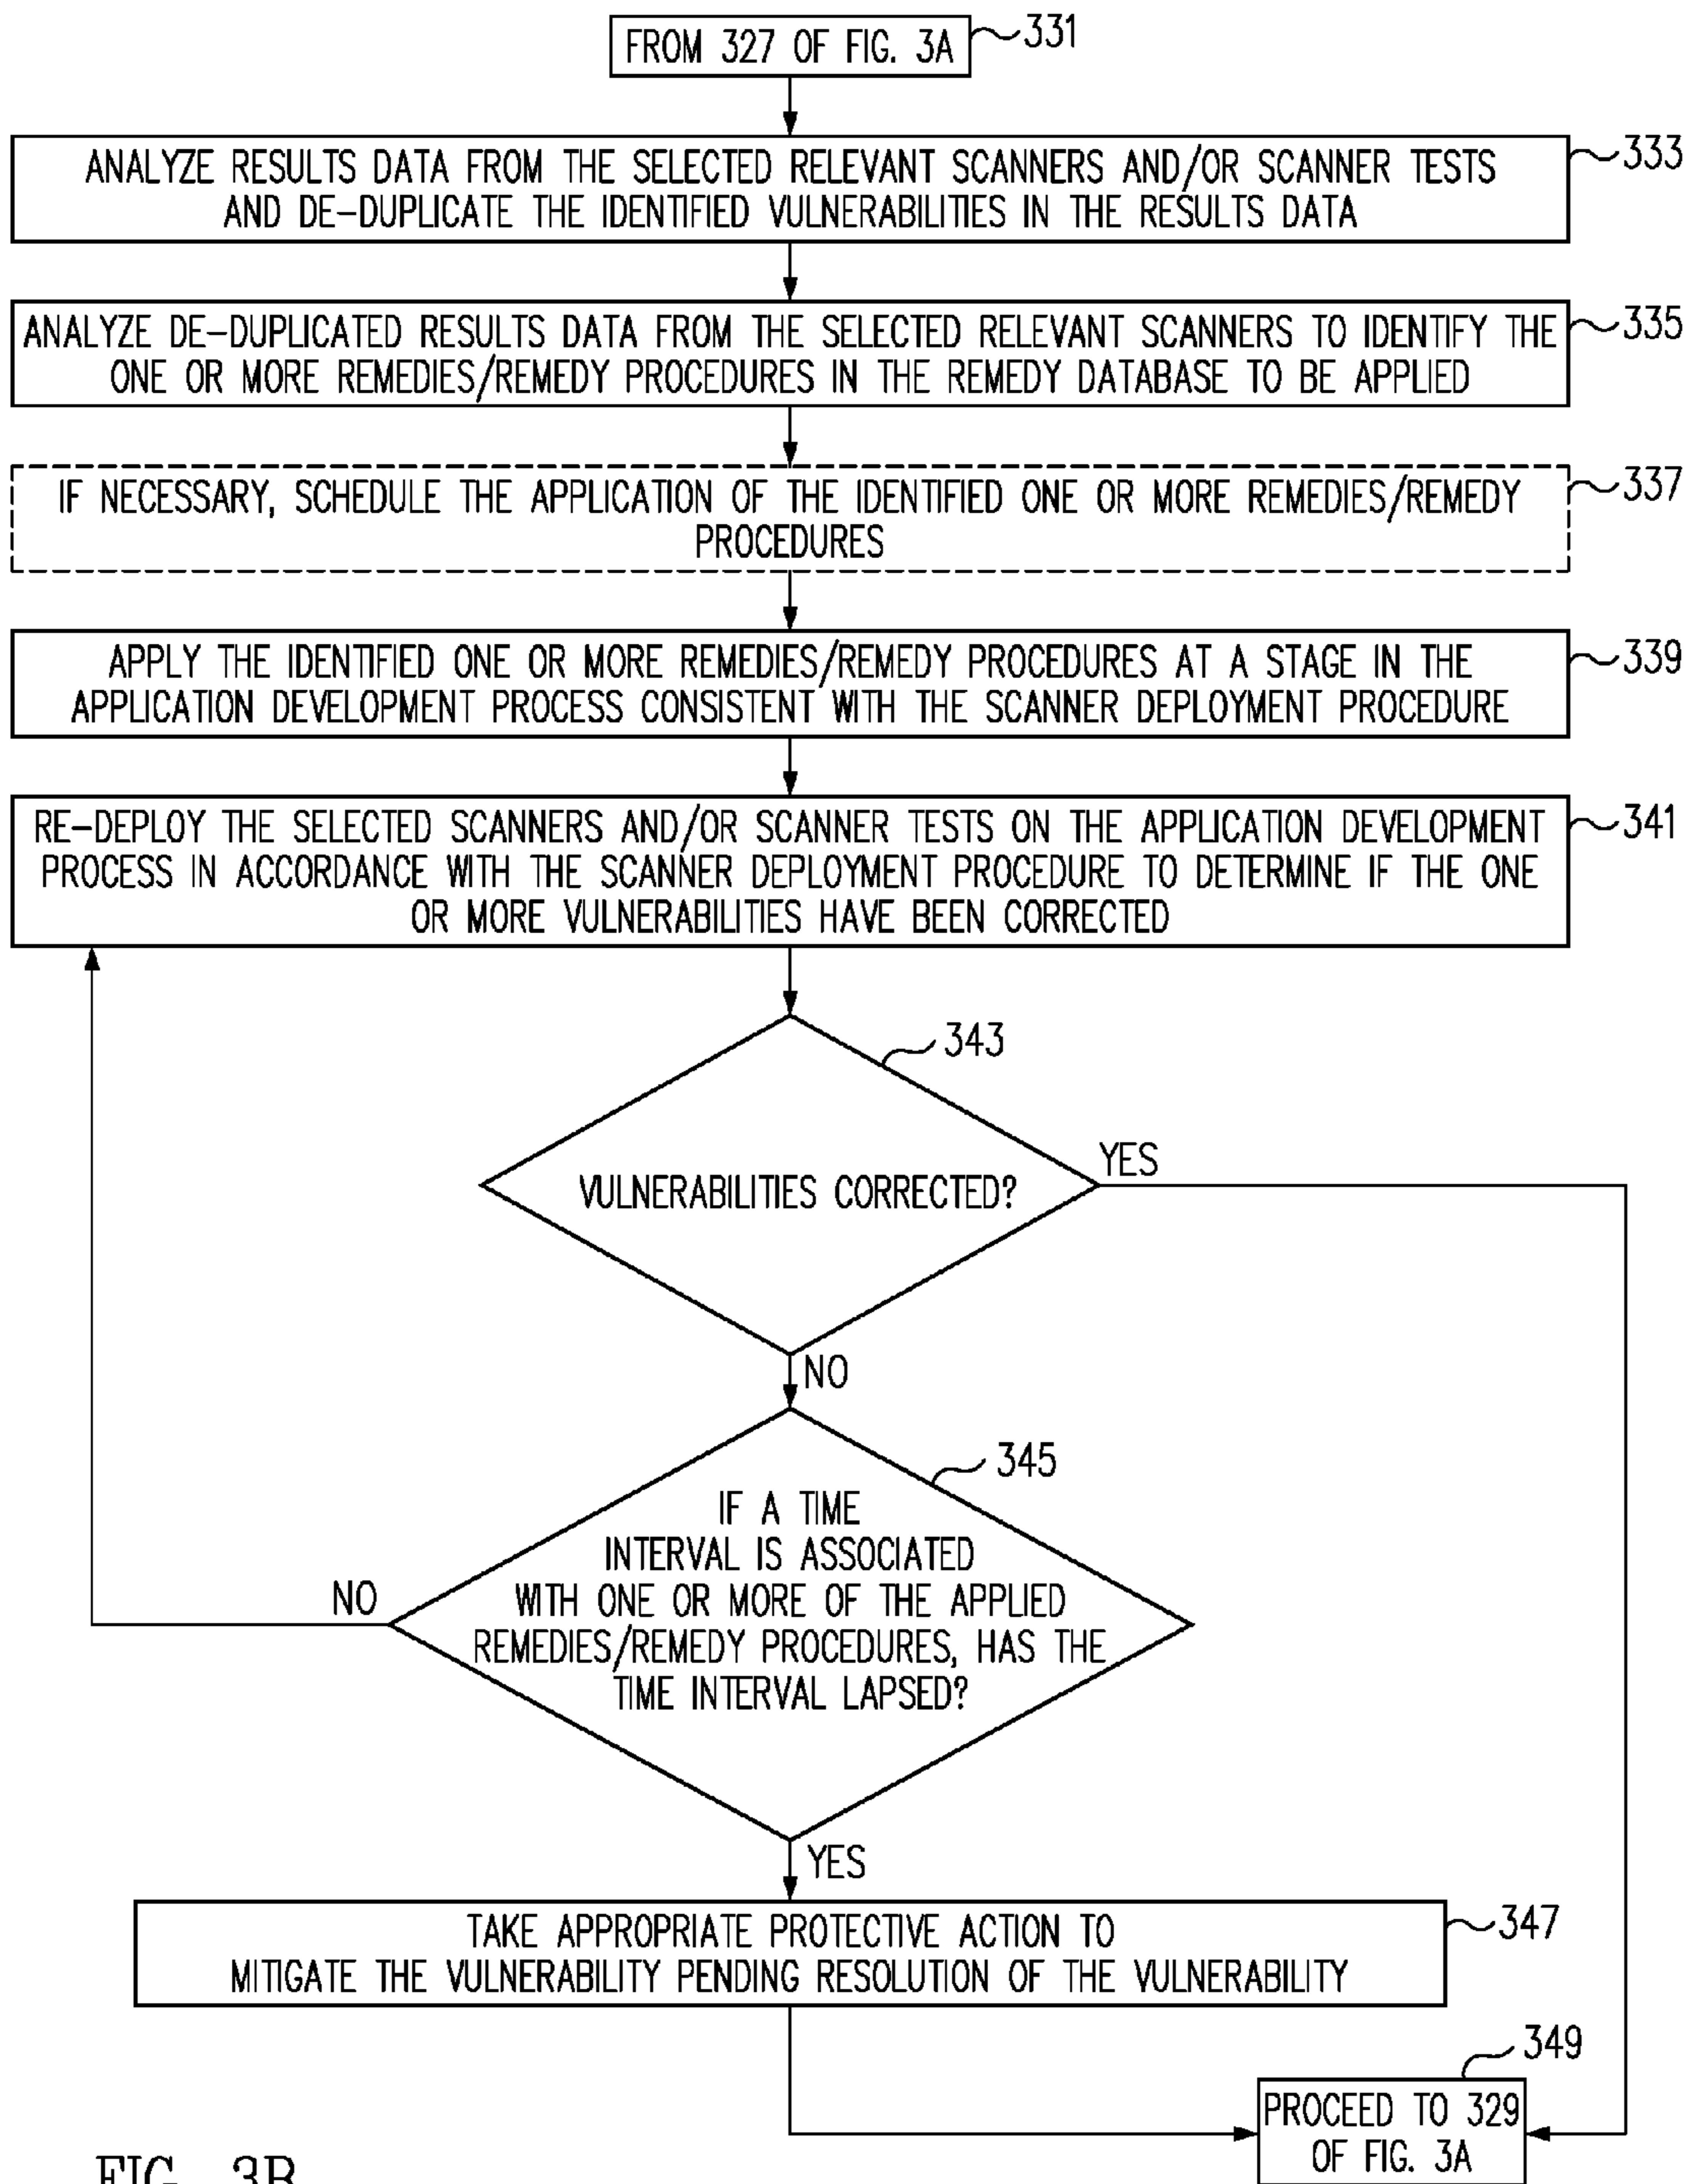 FROM 327 OF FIG. 3A
331
ANALYZE RESULTS DATA FROM THE SELECTED RELEVANT SCANNERS AND/OR SCANNER TESTS
AND DE-DUPLICATE THE IDENTIFIED VULNERABILITIES IN THE RESULTS DATA
333
ANALYZE DE-DUPLICATED RESULTS DATA FROM THE SELECTED RELEVANT SCANNERS TO IDENTIFY THE
ONE OR MORE REMEDIES/REMEDY PROCEDURES IN THE REMEDY DATABASE TO BE APPLIED
335
IF NECESSARY, SCHEDULE THE APPLICATION OF THE IDENTIFIED ONE OR MORE REMEDIES/REMEDY
PROCEDURES
337
APPLY THE IDENTIFIED ONE OR MORE REMEDIES/REMEDY PROCEDURES AT A STAGE IN THE
APPLICATION DEVELOPMENT PROCESS CONSISTENT WITH THE SCANNER DEPLOYMENT PROCEDURE
339
RE-DEPLOY THE SELECTED SCANNERS AND/OR SCANNER TESTS ON THE APPLICATION DEVELOPMENT
PROCESS IN ACCORDANCE WITH THE SCANNER DEPLOYMENT PROCEDURE TO DETERMINE IF THE ONE
OR MORE VULNERABILITIES HAVE BEEN CORRECTED
341
343
VULNERABILITIES CORRECTED?
YES
NO
345
IF A TIME
INTERVAL IS ASSOCIATED
WITH ONE OR MORE OF THE APPLIED
REMEDIES/REMEDY PROCEDURES, HAS THE
TIME INTERVAL LAPSED?
NO
YES
TAKE APPROPRIATE PROTECTIVE ACTION TO
MITIGATE THE VULNERABILITY PENDING RESOLUTION OF THE VULNERABILITY
347
349
PROCEED TO 329
OF FIG. 3A
FIG. 3B